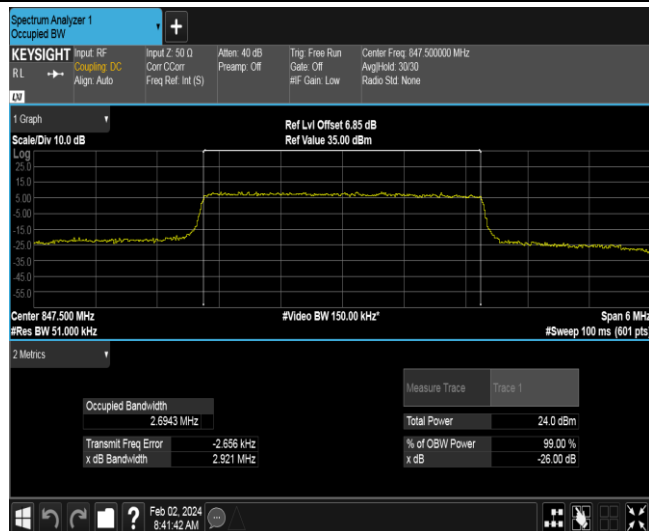 Spectrum Analyzer 1
Occupied BW
+
KEYSIGHT Input: RF Input Z: 50 Ω Atten: 40 dB Trig: Free Run Center Freq: 847.500000 MHz
RL Coupling: DC Corr CCorr Preamp: Off Gate: Off Avg|Hold: 30/30
Align: Auto Freq Ref: Int (S) #IF Gain: Low Radio Std: None
LXI
1 Graph
Ref Lvl Offset 6.85 dB
Scale/Div 10.0 dB Ref Value 35.00 dBm
Log
25.0
15.0
5.00
-5.00
-15.0
-25.0
-35.0
-45.0
-55.0
Center 847.500 MHz #Video BW 150.00 kHz* Span 6 MHz
#Res BW 51.000 kHz #Sweep 100 ms (601 pts)
2 Metrics
Measure Trace Trace 1
Occupied Bandwidth
2.6943 MHz Total Power 24.0 dBm
Transmit Freq Error -2.656 kHz % of OBW Power 99.00 %
x dB Bandwidth 2.921 MHz x dB -26.00 dB
? Feb 02, 2024
8:41:42 AM